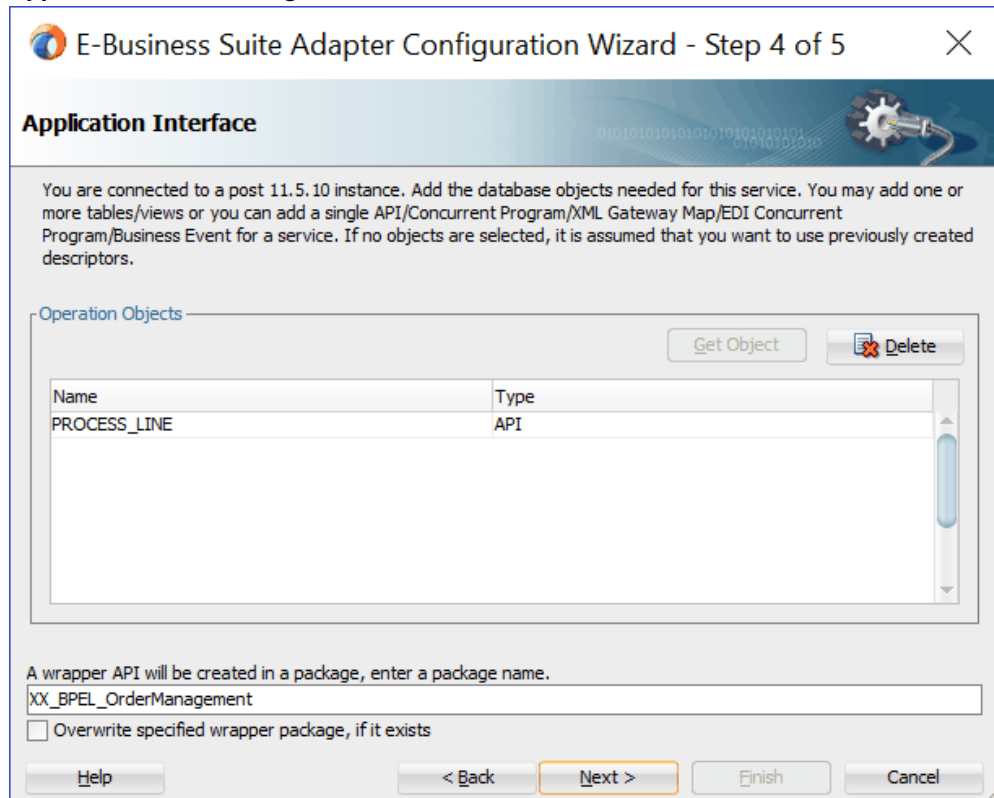 E-Business Suite Adapter Configuration Wizard - Step 4 of 5
Application Interface
You are connected to a post 11.5.10 instance. Add the database objects needed for this service. You may add one or
more tables/views or you can add a single API/Concurrent Program/XML Gateway Map/EDI Concurrent
Program/Business Event for a service. If no objects are selected, it is assumed that you want to use previously created
descriptors.
Operation Objects
Get Object Delete
Name Type
PROCESS_LINE API
A wrapper API will be created in a package, enter a package name.
XX_BPEL_OrderManagement
Overwrite specified wrapper package, if it exists
Help < Back Next > Finish Cancel